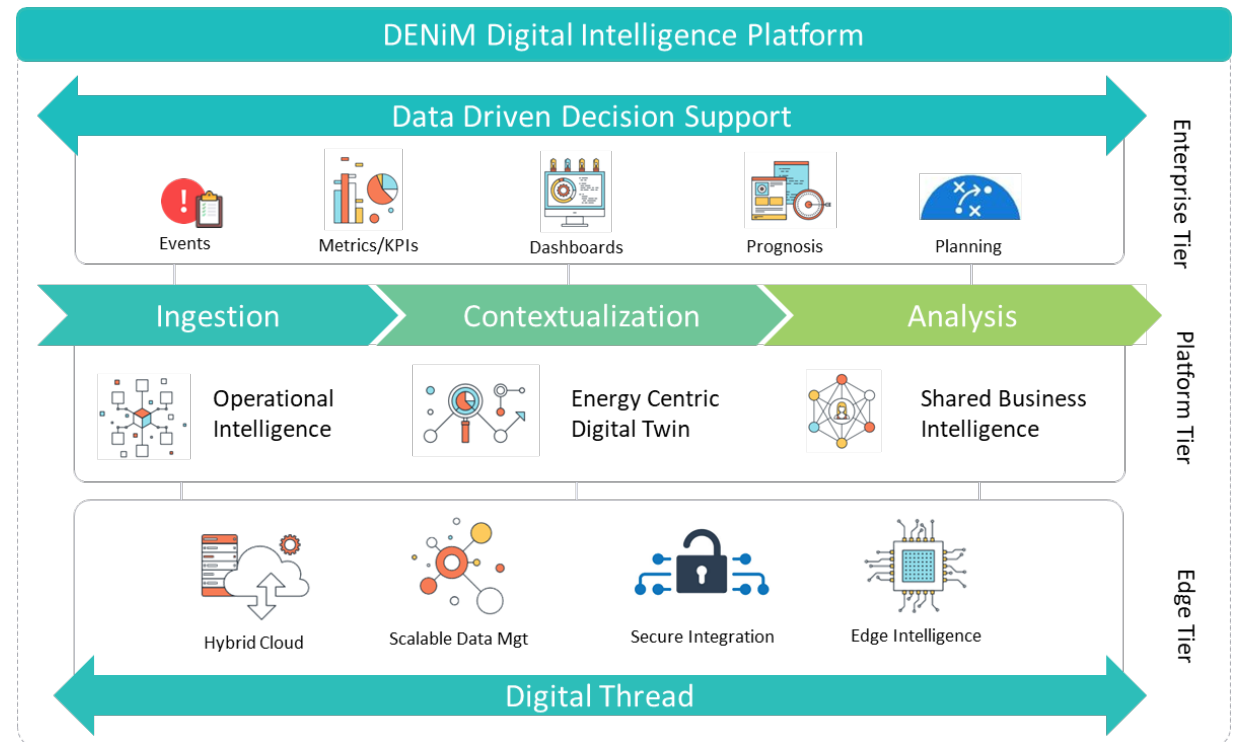 DENiM Digital Intelligence Platform
Data Driven Decision Support
Events
Metrics/KPIs
Dashboards
Prognosis
Planning
Enterprise Tier
Ingestion
Contextualization
Analysis
Operational
Intelligence
Energy Centric
Digital Twin
Shared Business
Intelligence
Platform Tier
Hybrid Cloud
Scalable Data Mgt
Secure Integration
Edge Intelligence
Edge Tier
Digital Thread